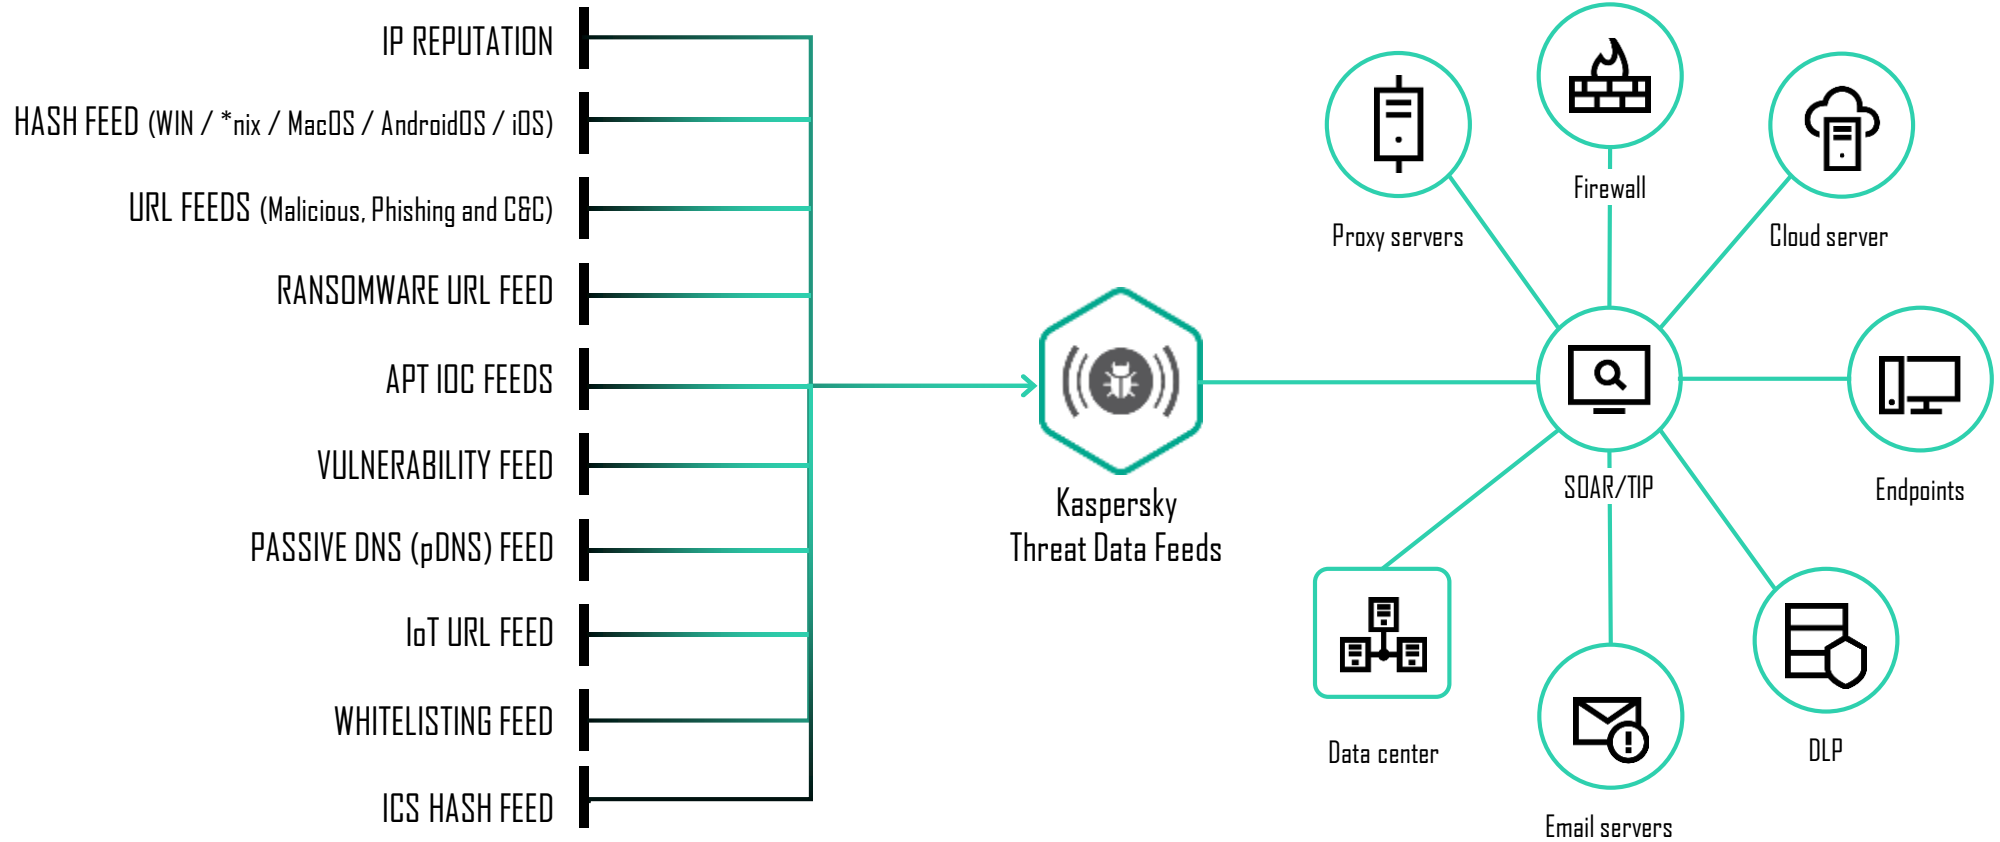 IP REPUTATION
HASH FEED (WIN / *nix / MacOS / AndroidOS / iOS)
URL FEEDS (Malicious, Phishing and C&C)
RANSOMWARE URL FEED
APT IOC FEEDS
VULNERABILITY FEED
PASSIVE DNS (pDNS) FEED
IoT URL FEED
WHITELISTING FEED
ICS HASH FEED
Kaspersky
Threat Data Feeds
Proxy servers
Firewall
Cloud server
SOAR/TIP
Endpoints
Data center
Email servers
DLP